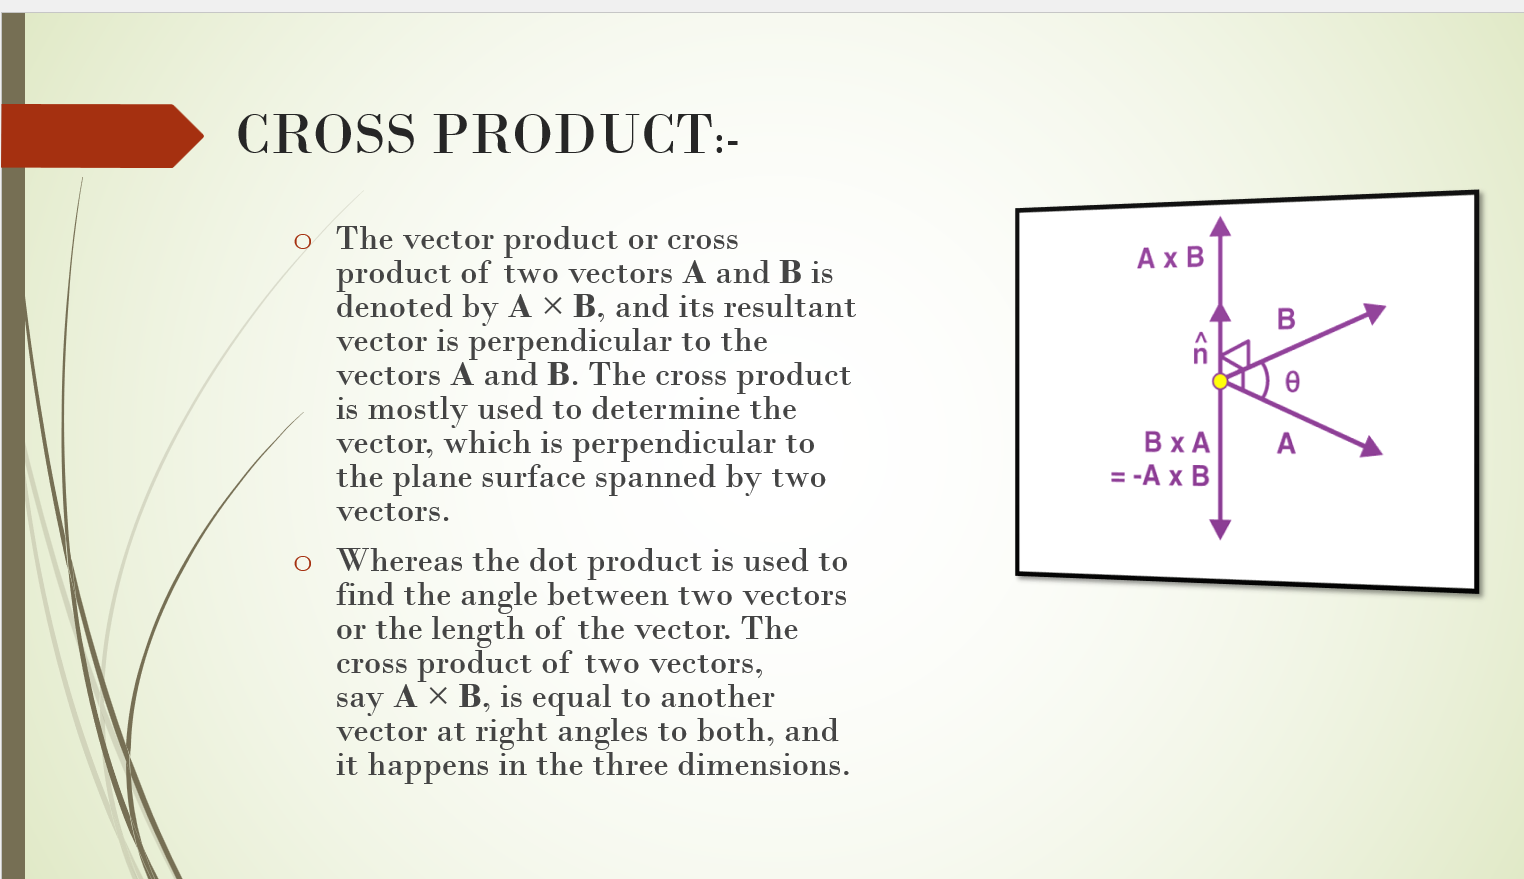 CROSS PRODUCT:-
o The vector product or cross
product of two vectors A and B is
denoted by A × B, and its resultant
vector is perpendicular to the
vectors A and B. The cross product
is mostly used to determine the
vector, which is perpendicular to
the plane surface spanned by two
vectors.
o Whereas the dot product is used to
find the angle between two vectors
or the length of the vector. The
cross product of two vectors,
say A × B, is equal to another
vector at right angles to both, and
it happens in the three dimensions.
A x B
B
n̂
θ
B x A
= -A x B
A